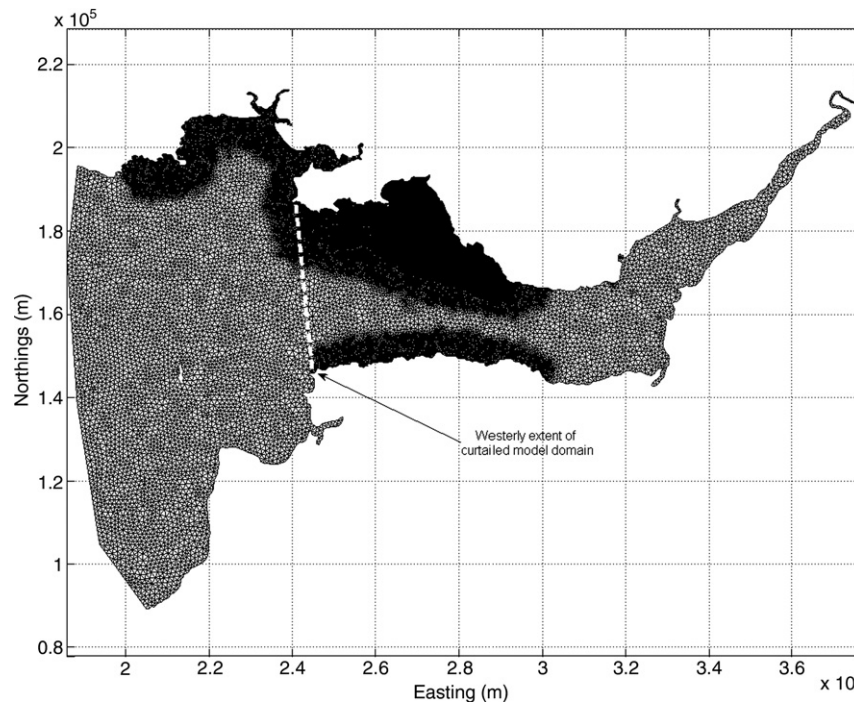 x 10⁵
2.2
2
1.8
1.6
1.4
1.2
1
0.8
Northings (m)
Westerly extent of
curtailed model domain
2 2.2 2.4 2.6 2.8 3 3.2 3.4 3.6
x 10
Easting (m)